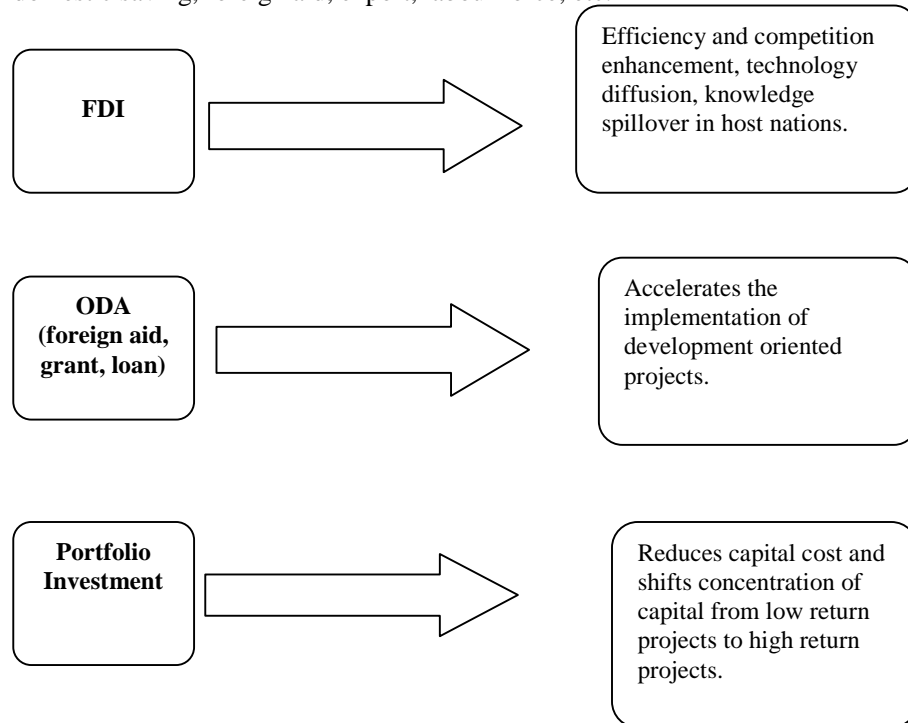 FDI
Efficiency and competition
enhancement, technology
diffusion, knowledge
spillover in host nations.
ODA
(foreign aid,
grant, loan)
Accelerates the
implementation of
development oriented
projects.
Portfolio
Investment
Reduces capital cost and
shifts concentration of
capital from low return
projects to high return
projects.